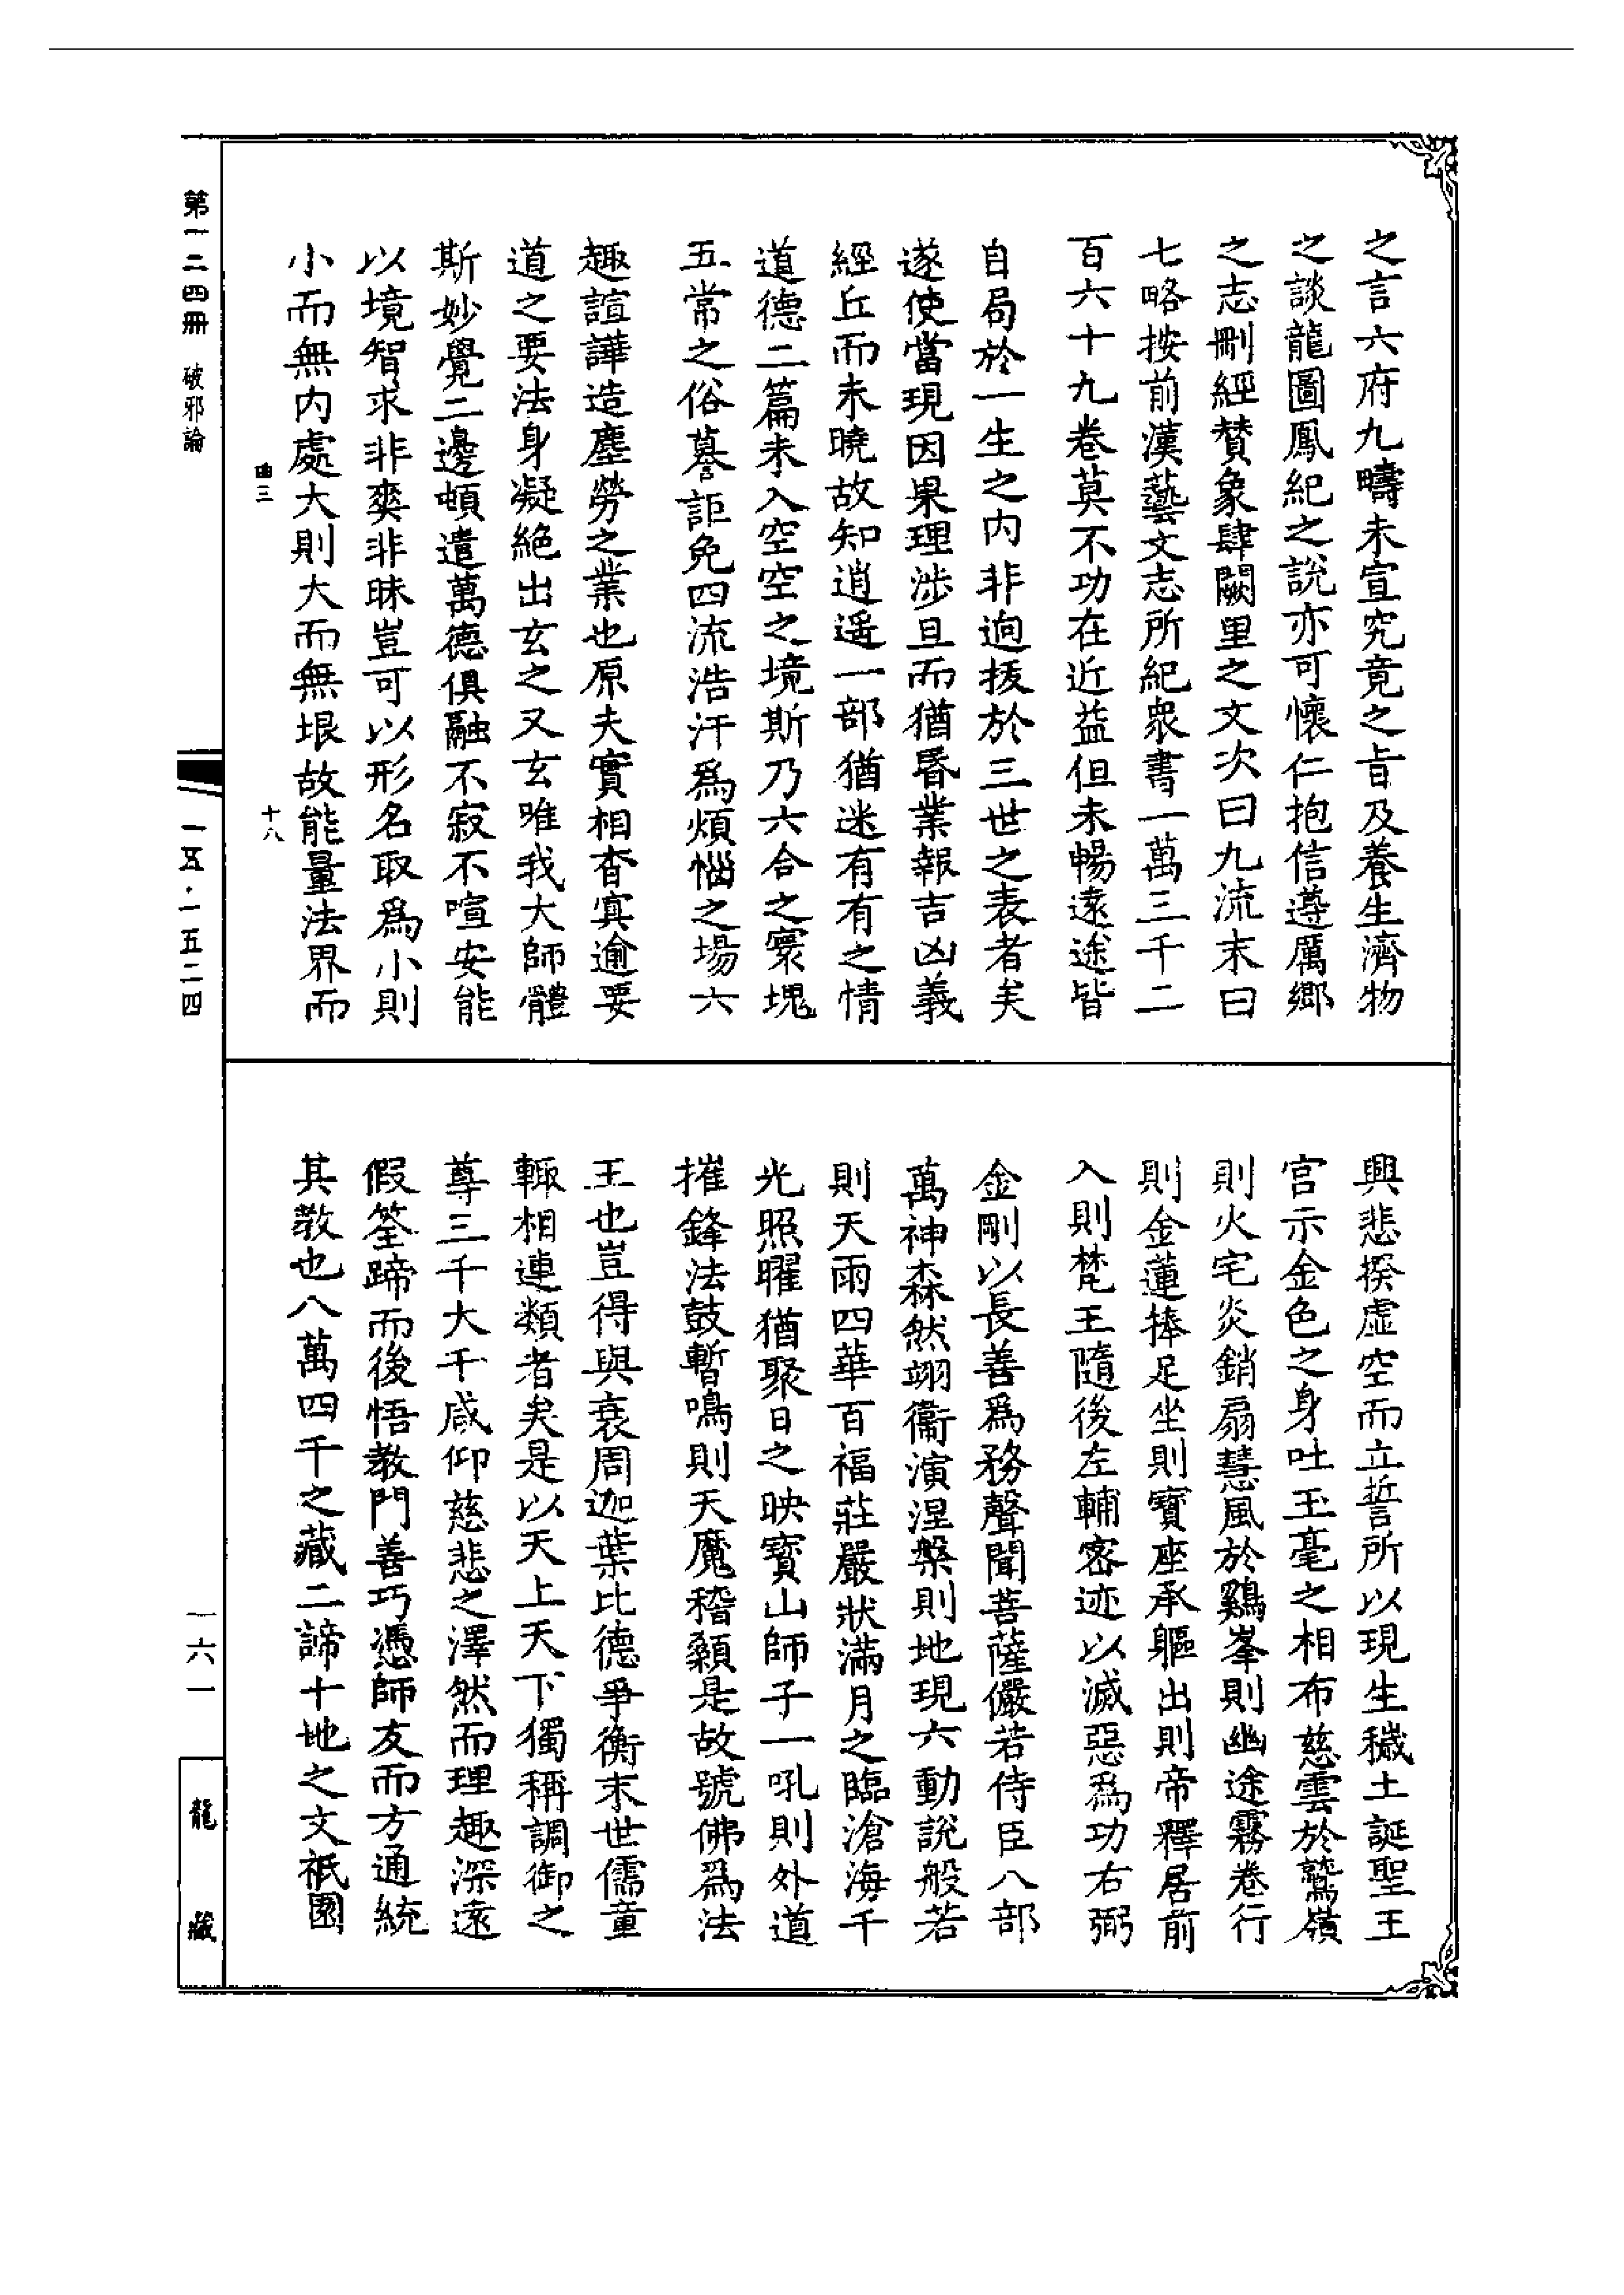 之言六府九疇未宣究竟之旨及養生濟物
之談龍圖鳳紀之說亦可懷仁抱信遵厲鄉
之志刪經贊象肆闕里之文次曰九流末曰
七略按前漢藝文志所紀衆書一萬三千二
百六十九卷莫不功在近益但未暢遠途皆
自局於一生之内非逈拔於三世之表者矣
遂使當現因果理涉旦而猶昬業報吉凶義
經丘而未曉故知逍遥一部猶迷有有之情
道德二篇未入空空之境斯乃六合之寰塊
五常之俗謩詎免四流浩汗爲煩惱之場六
趣諠譁造塵勞之業也原夫實相杳冥逾要
道之要法身凝絶出玄之又玄唯我大師體
斯妙覺二邊頓遣萬德俱融不寂不喧安能
以境智求非爽非昧豈可以形名取爲小則
小而無内處大則大而無垠故能量法界而
興悲揆虚空而立誓所以現生穢土誕聖王
宫示金色之身吐玉毫之相布慈雲於鷲嶺
則火宅炎銷扇慧風於鷄峯則幽途霧卷行
則金蓮捧足坐則寶座承軀出則帝釋居前
入則梵王隨後左輔密迹以滅惡爲功右弼
金剛以長善爲務聲聞菩薩儼若侍臣八部
萬神森然翊衞演涅槃則地現六動說般若
則天雨四華百福莊嚴狀滿月之臨滄海千
光照曜猶聚日之映寳山師子一吼則外道
摧鋒法鼓暫鳴則天魔稽顙是故號佛爲法
王也豈得與衰周迦葉比德爭衡末世儒童
輙相連類者矣是以天上天下獨稱調御之
尊三千大千咸仰慈悲之澤然而理趣深遠
假筌蹄而後悟教門善巧憑師友而方通統
其教也八萬四千之藏二諦十地之文祇園
曲三
十八
第一二四冊 破邪論
一五·一五二四
一六一
龍藏